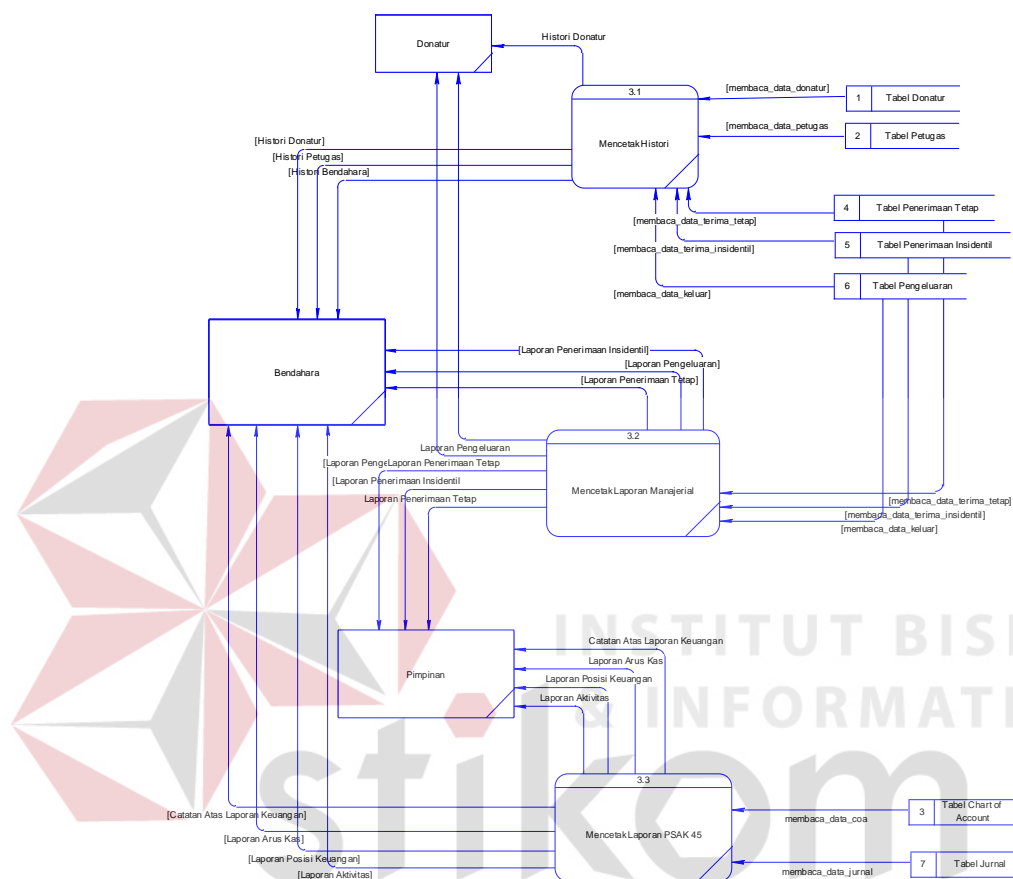 Donatur
Histori Donatur
3.1
Mencetak Histori
[membaca_data_donatur]
1 Tabel Donatur
[membaca_data_petugas
2 Tabel Petugas
[Histori Donatur]
[Histori Petugas]
[Histori Bendahara]
4 Tabel Penerimaan Tetap
[membaca_data_terima_tetap]
5 Tabel Penerimaan Insidentil
[membaca_data_terima_insidentil]
6 Tabel Pengeluaran
[membaca_data_keluar]
Bendahara
[Laporan Penerimaan Insidentil]
[Laporan Pengeluaran]
[Laporan Penerimaan Tetap]
3.2
Mencetak Laporan Manajerial
Laporan Pengeluaran
[Laporan Penge
Laporan Penerimaan Tetap
[Laporan Penerimaan Insidentil
Laporan Penerimaan Tetap
[membaca_data_terima_tetap]
[membaca_data_terima_insidentil]
[membaca_data_keluar]
INSTITUT BIS
& INFORMAT
stikom
Pimpinan
Catatan Atas Laporan Keuangan
Laporan Arus Kas
Laporan Posisi Keuangan
Laporan Aktivitas
3.3
Mencetak Laporan PSAK 45
[Catatan Atas Laporan Keuangan]
[Laporan Arus Kas]
[Laporan Posisi Keuangan]
[Laporan Aktivitas]
membaca_data_coa
3 Tabel Chart of
Account
membaca_data_jurnal
7 Tabel Jurnal